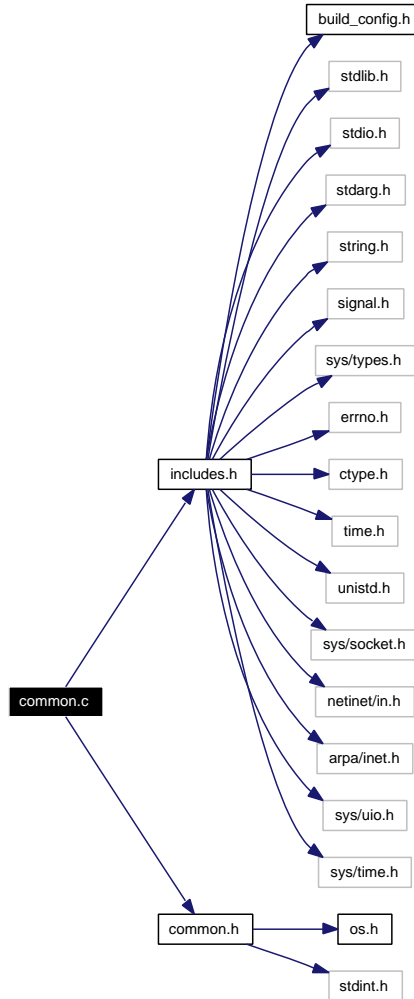 build_config.h
stdlib.h
stdio.h
stdarg.h
string.h
signal.h
sys/types.h
errno.h
includes.h
ctype.h
time.h
unistd.h
sys/socket.h
netinet/in.h
common.c
arpa/inet.h
sys/uio.h
sys/time.h
common.h
os.h
stdint.h